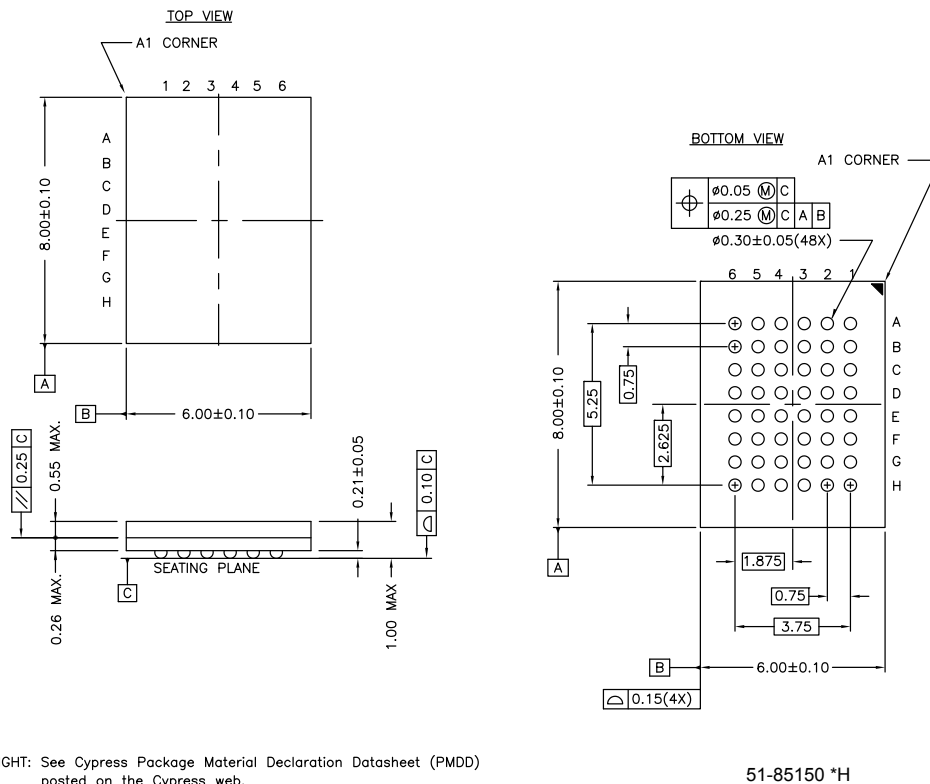 TOP VIEW
A1 CORNER
1 2 3 4 5 6
A
B
C
D
E
F
G
H
8.00±0.10
A
B
6.00±0.10
// 0.25 C
0.55 MAX.
0.21±0.05
⌓ 0.10 C
SEATING PLANE
C
0.26 MAX.
1.00 MAX
BOTTOM VIEW
A1 CORNER
⌖ ø0.05 Ⓜ C
ø0.25 Ⓜ C A B
ø0.30±0.05(48X)
6 5 4 3 2 1
A
B
C
D
E
F
G
H
8.00±0.10
5.25
0.75
2.625
A
1.875
0.75
3.75
B
6.00±0.10
⌓ 0.15(4X)
GHT: See Cypress Package Material Declaration Datasheet (PMDD)
posted on the Cypress web.
51-85150 *H